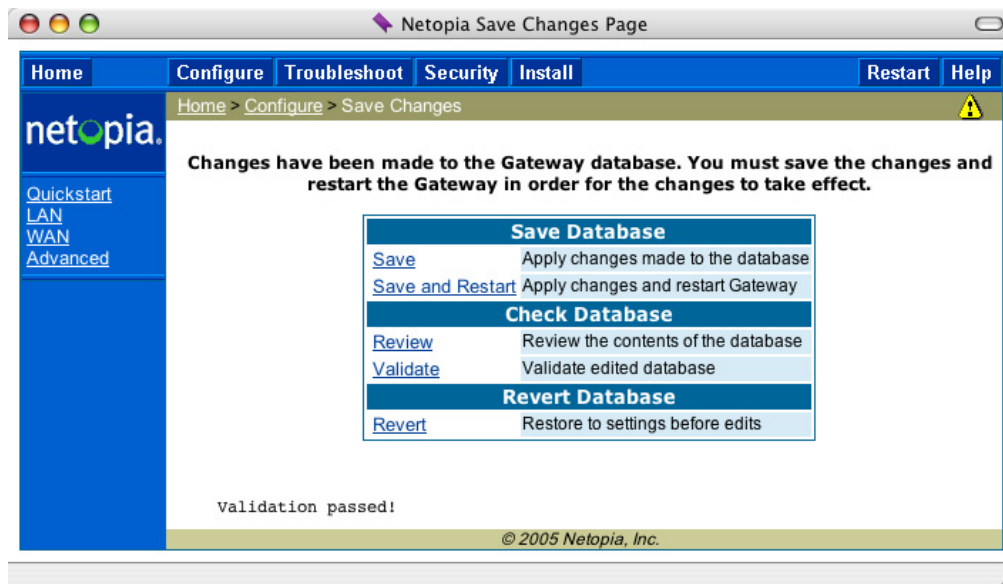 Netopia Save Changes Page
Home Configure Troubleshoot Security Install Restart Help
netopia.
Home > Configure > Save Changes
Quickstart
LAN
WAN
Advanced
Changes have been made to the Gateway database. You must save the changes and
restart the Gateway in order for the changes to take effect.
Save Database
Save Apply changes made to the database
Save and Restart Apply changes and restart Gateway
Check Database
Review Review the contents of the database
Validate Validate edited database
Revert Database
Revert Restore to settings before edits
Validation passed!
© 2005 Netopia, Inc.